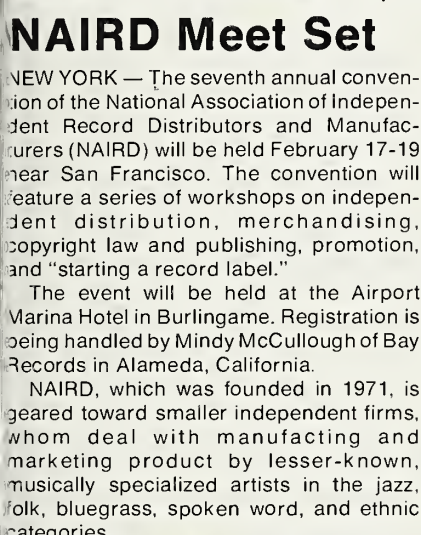 NAIRD Meet Set
NEW YORK — The seventh annual conven-
tion of the National Association of Indepen-
dent Record Distributors and Manufac-
turers (NAIRD) will be held February 17-19
near San Francisco. The convention will
feature a series of workshops on indepen-
dent distribution, merchandising,
copyright law and publishing, promotion,
and "starting a record label."
The event will be held at the Airport
Marina Hotel in Burlingame. Registration is
being handled by Mindy McCullough of Bay
Records in Alameda, California.
NAIRD, which was founded in 1971, is
geared toward smaller independent firms,
whom deal with manufacting and
marketing product by lesser-known,
musically specialized artists in the jazz,
folk, bluegrass, spoken word, and ethnic
categories.